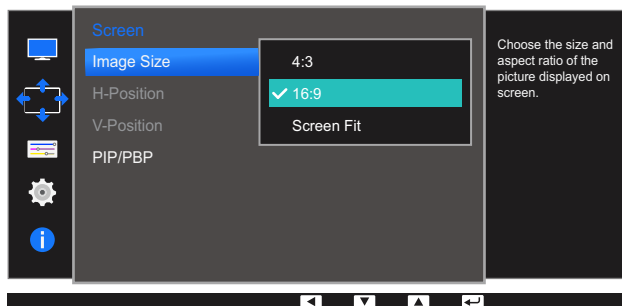 Screen
Image Size
4:3
H-Position
16:9
V-Position
Screen Fit
PIP/PBP
Choose the size and
aspect ratio of the
picture displayed on
screen.